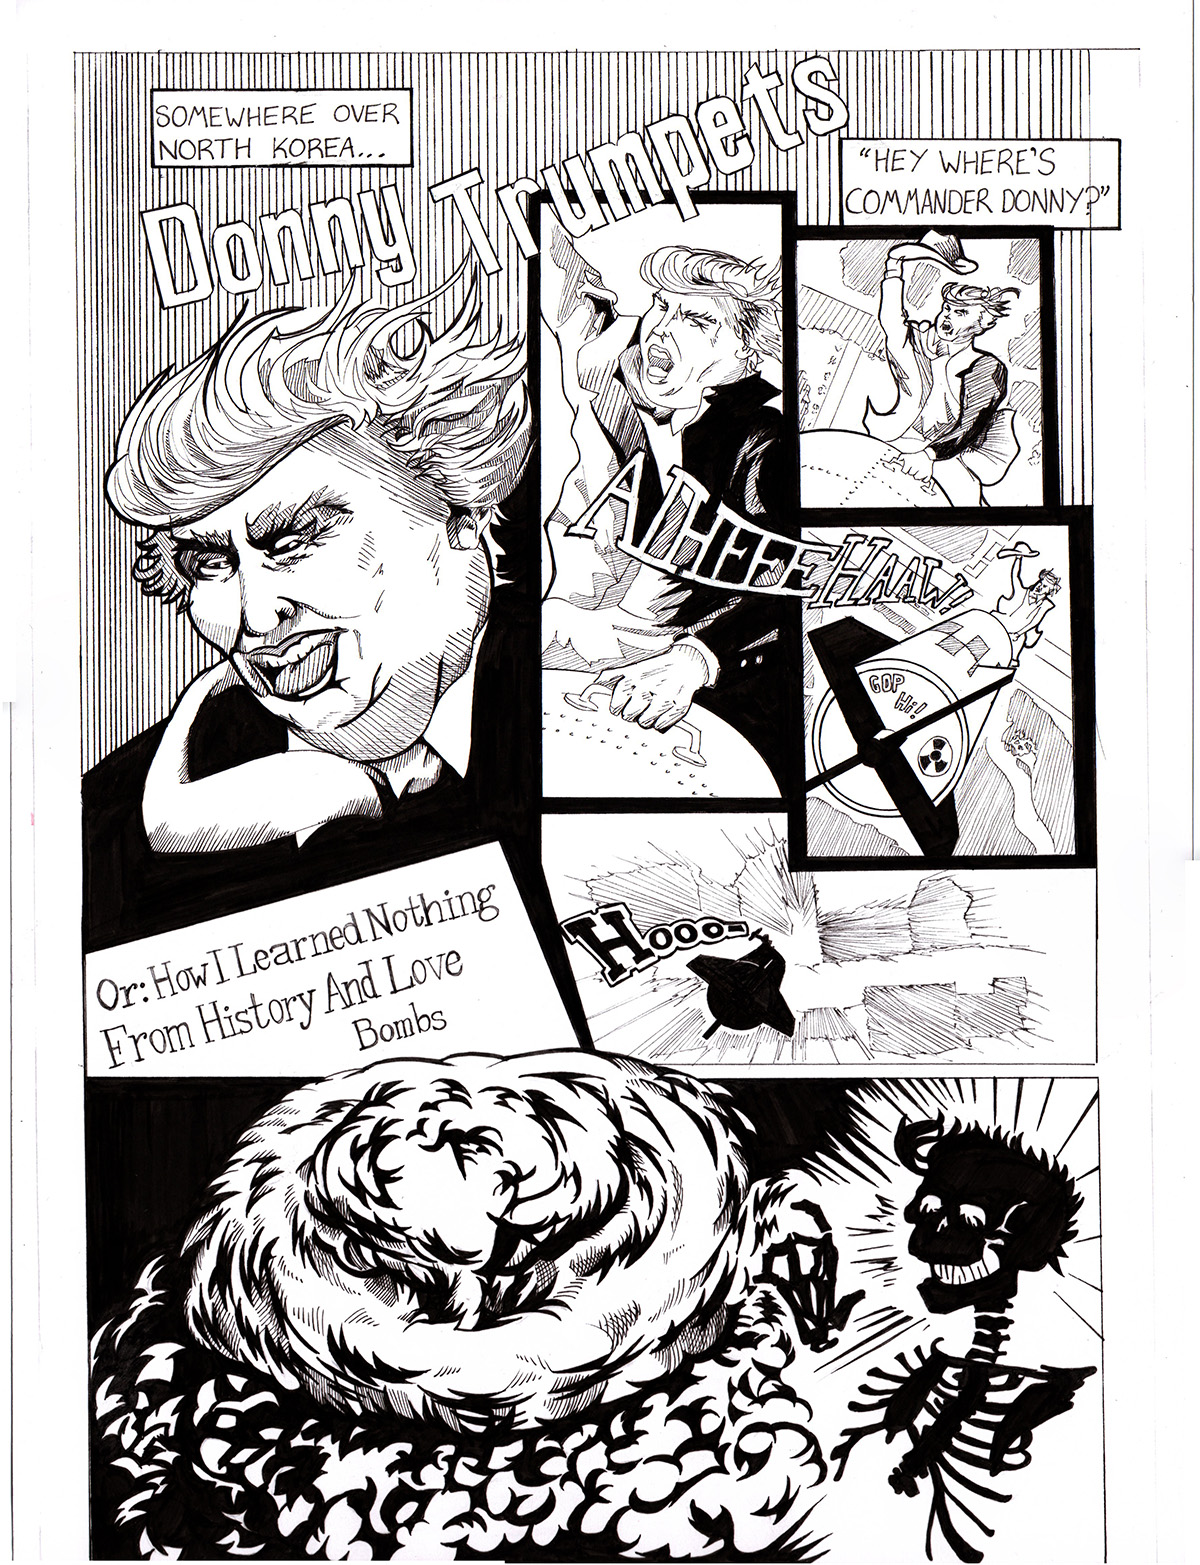 SOMEWHERE OVER
NORTH KOREA...
Donny Trumpets
"HEY WHERE'S
COMMANDER DONNY?"
AIHEEEEHAAW!
GOP
Hi!
Hooo-
Or: How I Learned Nothing
From History And Love
Bombs